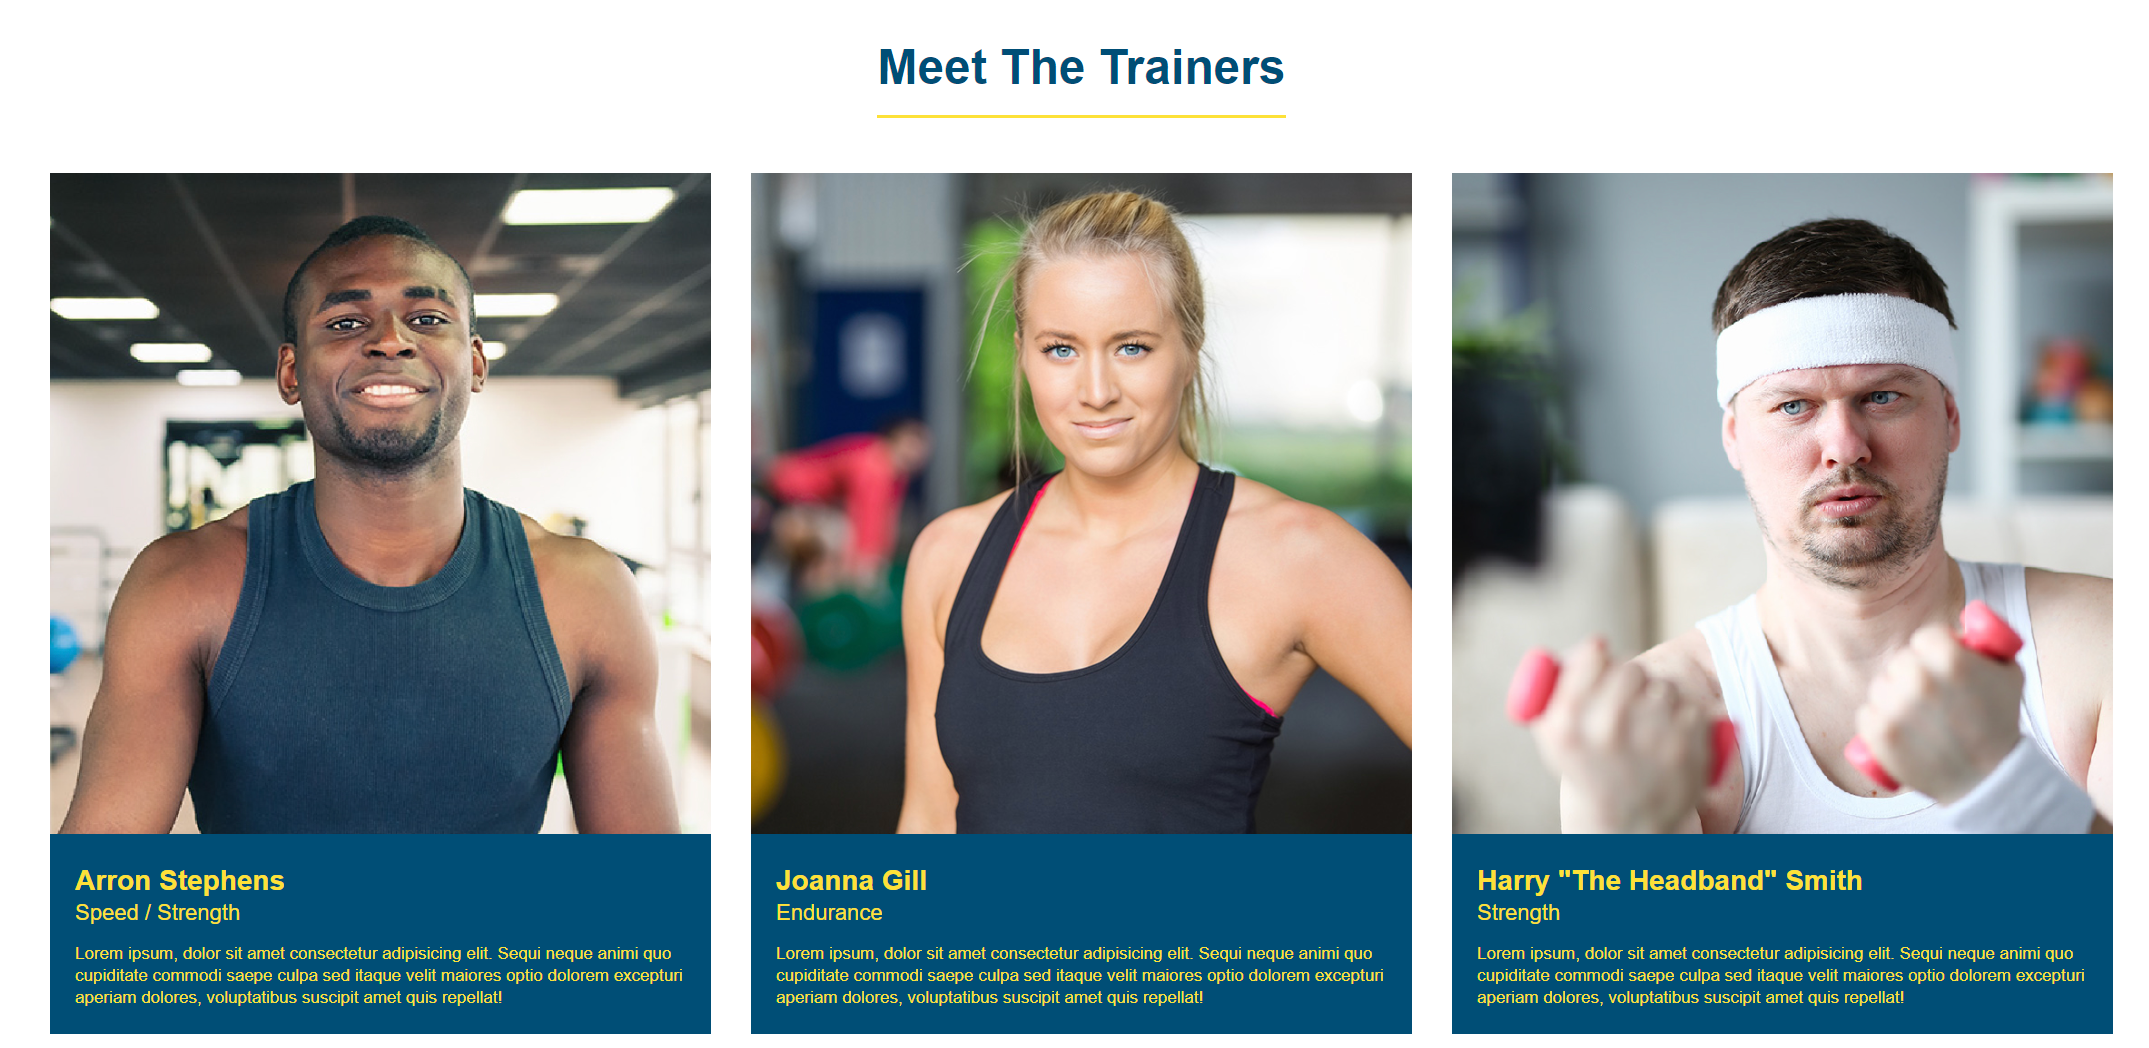 Meet The Trainers
Arron Stephens
Speed / Strength
Lorem ipsum, dolor sit amet consectetur adipisicing elit. Sequi neque animi quo
cupiditate commodi saepe culpa sed itaque velit maiores optio dolorem excepturi
aperiam dolores, voluptatibus suscipit amet quis repellat!
Joanna Gill
Endurance
Lorem ipsum, dolor sit amet consectetur adipisicing elit. Sequi neque animi quo
cupiditate commodi saepe culpa sed itaque velit maiores optio dolorem excepturi
aperiam dolores, voluptatibus suscipit amet quis repellat!
Harry "The Headband" Smith
Strength
Lorem ipsum, dolor sit amet consectetur adipisicing elit. Sequi neque animi quo
cupiditate commodi saepe culpa sed itaque velit maiores optio dolorem excepturi
aperiam dolores, voluptatibus suscipit amet quis repellat!